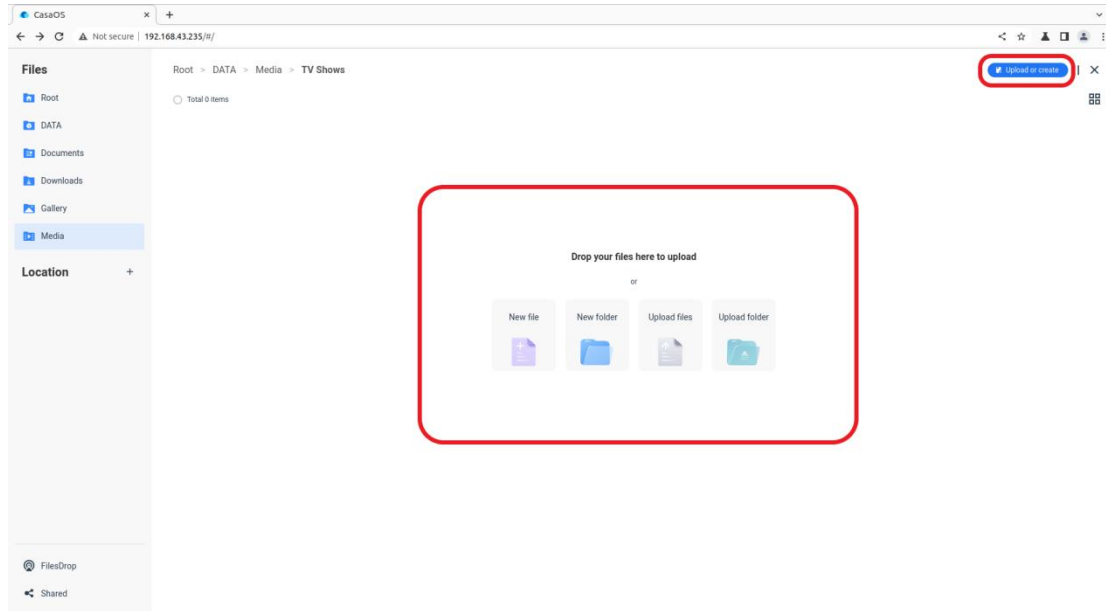 CasaOS
Not secure | 192.168.43.235/#/
Files
Root
DATA
Documents
Downloads
Gallery
Media
Location +
FilesDrop
Shared
Root > DATA > Media > TV Shows
Upload or create
Total 0 items
Drop your files here to upload
or
New file New folder Upload files Upload folder